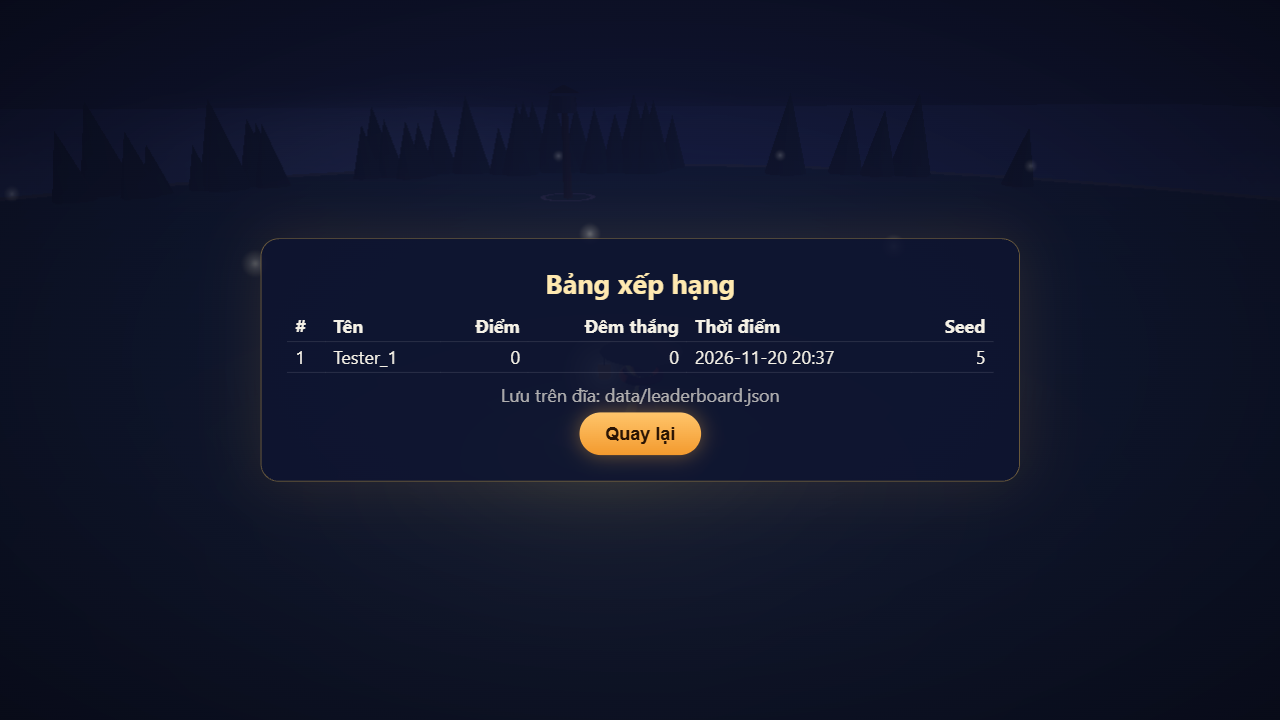 Bảng xếp hạng
# Tên Điểm Đêm thắng Thời điểm Seed
1 Tester_1 0 0 2026-11-20 20:37 5
Lưu trên đĩa: data/leaderboard.json
Quay lại